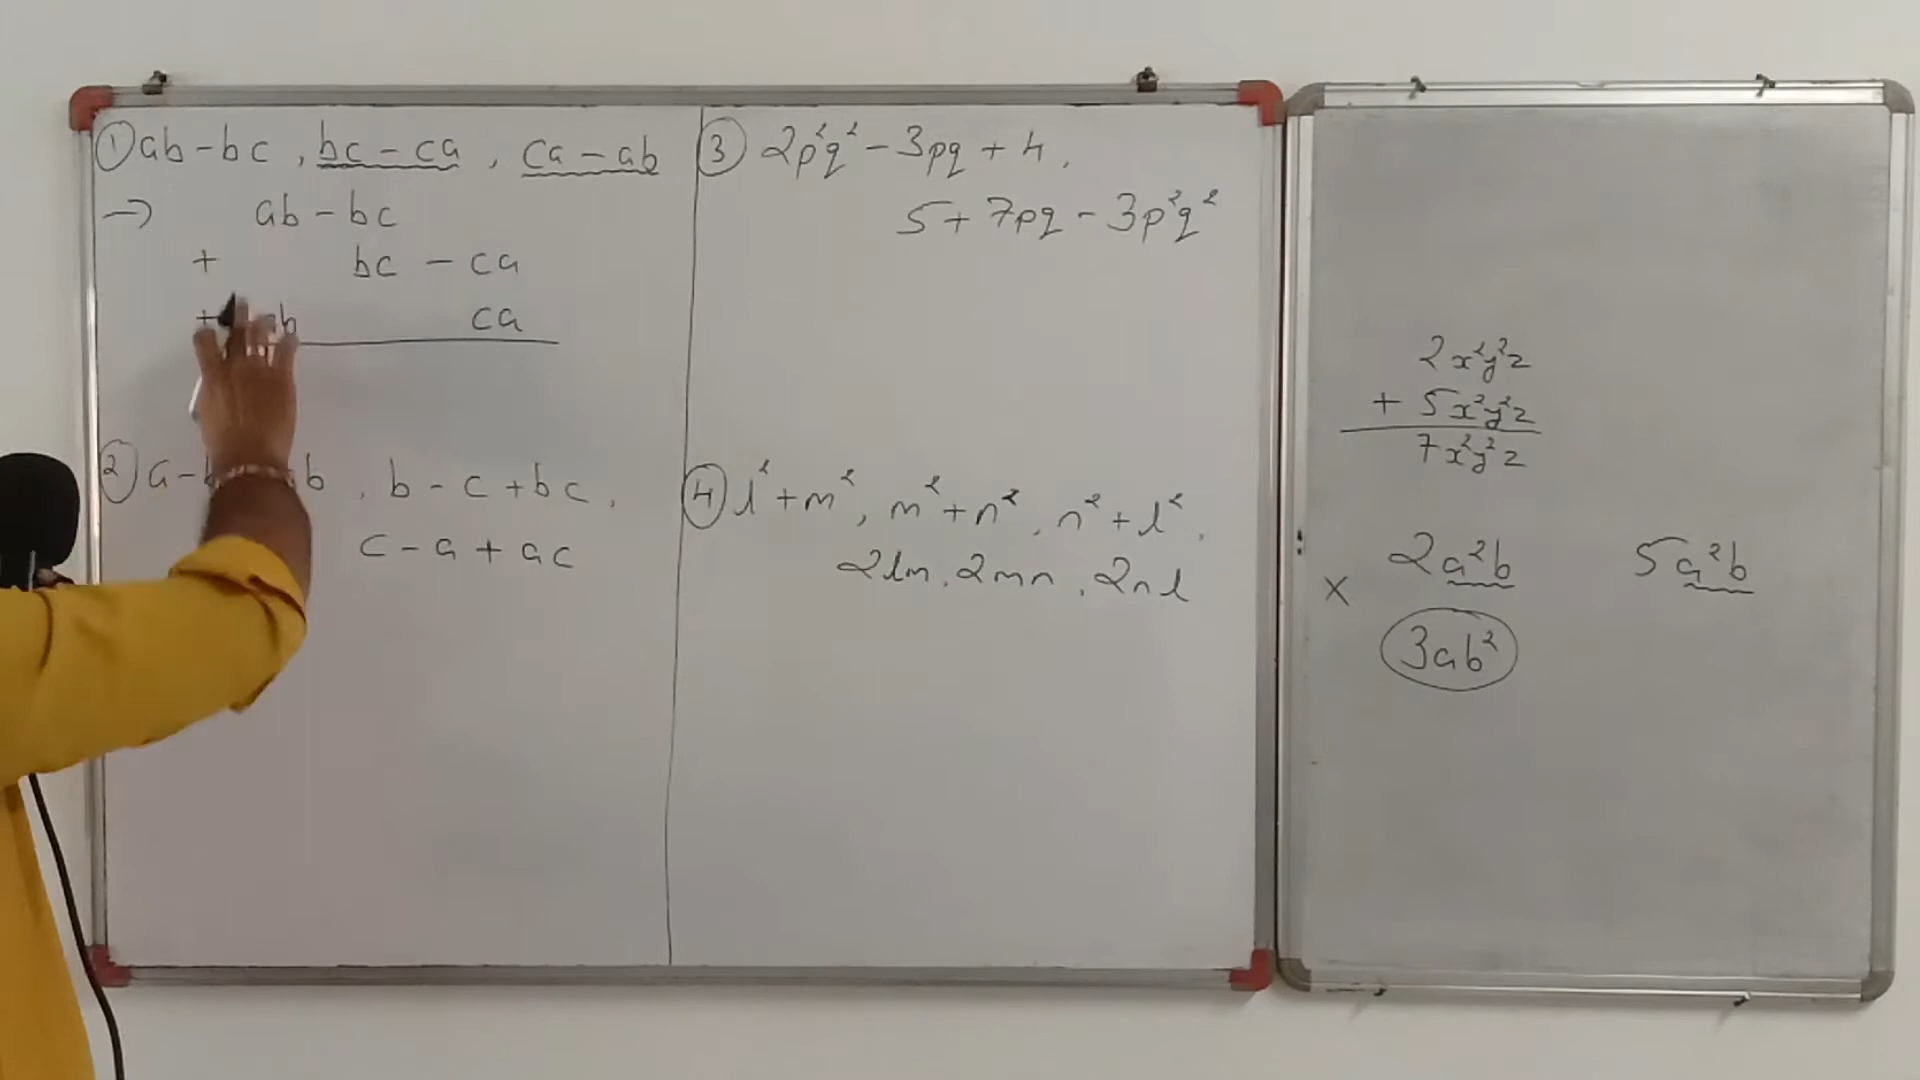 ① ab - bc , bc - ca , ca - ab
→ ab - bc
+ bc - ca
+ ca
② a - b , b - c + bc ,
c - a + ac
③ 2p²q² - 3pq + 4 ,
5 + 7pq - 3p²q²
④ l² + m² , m² + n² , n² + l² ,
2lm , 2mn , 2nl
2x²y²z
+ 5x²y²z
7x²y²z
2a²b 5a²b
×
3ab²